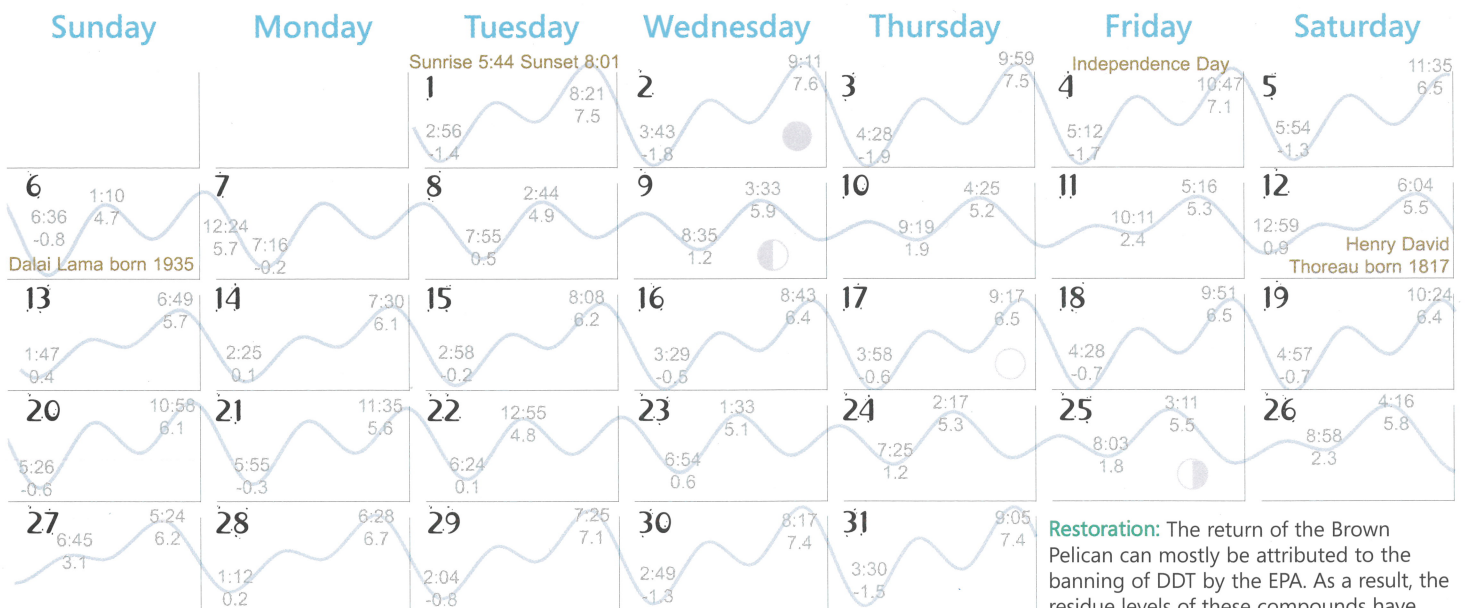 Sunday Monday Tuesday Wednesday Thursday Friday Saturday
Sunrise 5:44 Sunset 8:01
Independence Day
1 2:56 -1.4 8:21 7.5
2 3:43 -1.8 9:11 7.6
3 4:28 -1.9 9:59 7.5
4 5:12 -1.7 10:47 7.1
5 5:54 -1.3 11:35 6.5
6 6:36 -0.8 1:10 4.7
Dalai Lama born 1935
7 12:24 5.7 7:16 -0.2
8 7:55 0.5 2:44 4.9
9 8:35 1.2 3:33 5.9
10 9:19 1.9 4:25 5.2
11 10:11 2.4 5:16 5.3
12 12:59 0.9 6:04 5.5
Henry David
Thoreau born 1817
13 1:47 0.4 6:49 5.7
14 2:25 0.1 7:30 6.1
15 2:58 -0.2 8:08 6.2
16 3:29 -0.5 8:43 6.4
17 3:58 -0.6 9:17 6.5
18 4:28 -0.7 9:51 6.5
19 4:57 -0.7 10:24 6.4
20 5:26 -0.6 10:58 6.1
21 5:55 -0.3 11:35 5.6
22 6:24 0.1 12:55 4.8
23 6:54 0.6 1:33 5.1
24 7:25 1.2 2:17 5.3
25 8:03 1.8 3:11 5.5
26 8:58 2.3 4:16 5.8
27 6:45 3.1 5:24 6.2
28 1:12 0.2 6:28 6.7
29 2:04 -0.8 7:25 7.1
30 2:49 -1.3 8:17 7.4
31 3:30 -1.5 9:05 7.4
Restoration: The return of the Brown
Pelican can mostly be attributed to the
banning of DDT by the EPA. As a result, the
residue levels of these compounds have